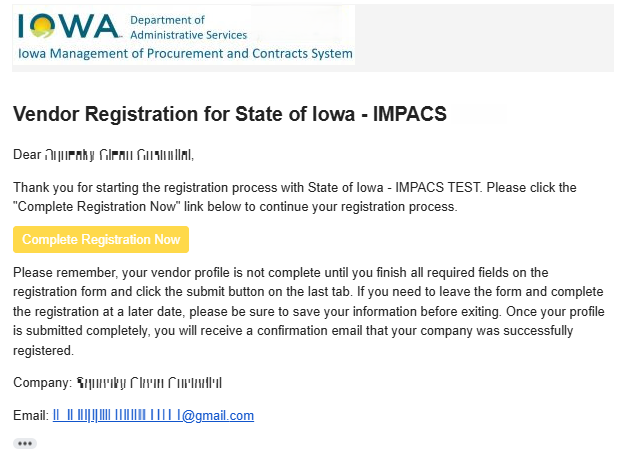 IOWA Department of
Administrative Services
Iowa Management of Procurement and Contracts System
Vendor Registration for State of Iowa - IMPACS
Dear
Thank you for starting the registration process with State of Iowa - IMPACS TEST. Please click the
"Complete Registration Now" link below to continue your registration process.
Complete Registration Now
Please remember, your vendor profile is not complete until you finish all required fields on the
registration form and click the submit button on the last tab. If you need to leave the form and complete
the registration at a later date, please be sure to save your information before exiting. Once your profile
is submitted completely, you will receive a confirmation email that your company was successfully
registered.
Company:
Email: @gmail.com